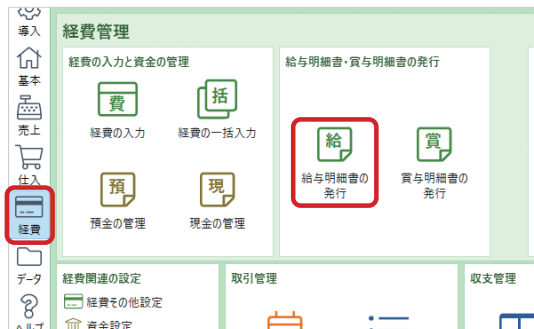 導入
基本
売上
仕入
経費
データ
ヘルプ
経費管理
経費の入力と資金の管理
費
経費の入力
括
経費の一括入力
預
預金の管理
現
現金の管理
給与明細書・賞与明細書の発行
給
給与明細書の
発行
賞
賞与明細書の
発行
経費関連の設定
経費その他設定
資金設定
取引管理
収支管理